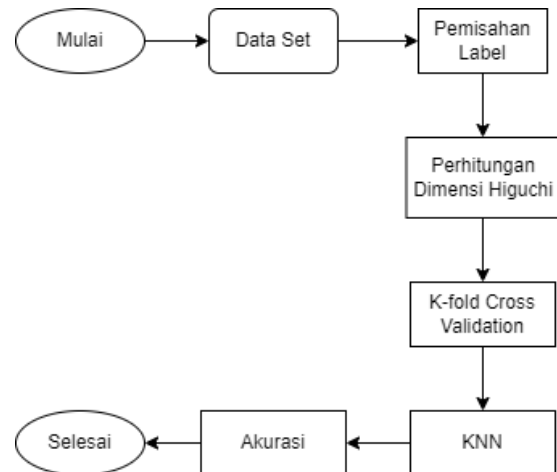 Mulai
Data Set
Pemisahan
Label
Perhitungan
Dimensi Higuchi
K-fold Cross
Validation
KNN
Akurasi
Selesai